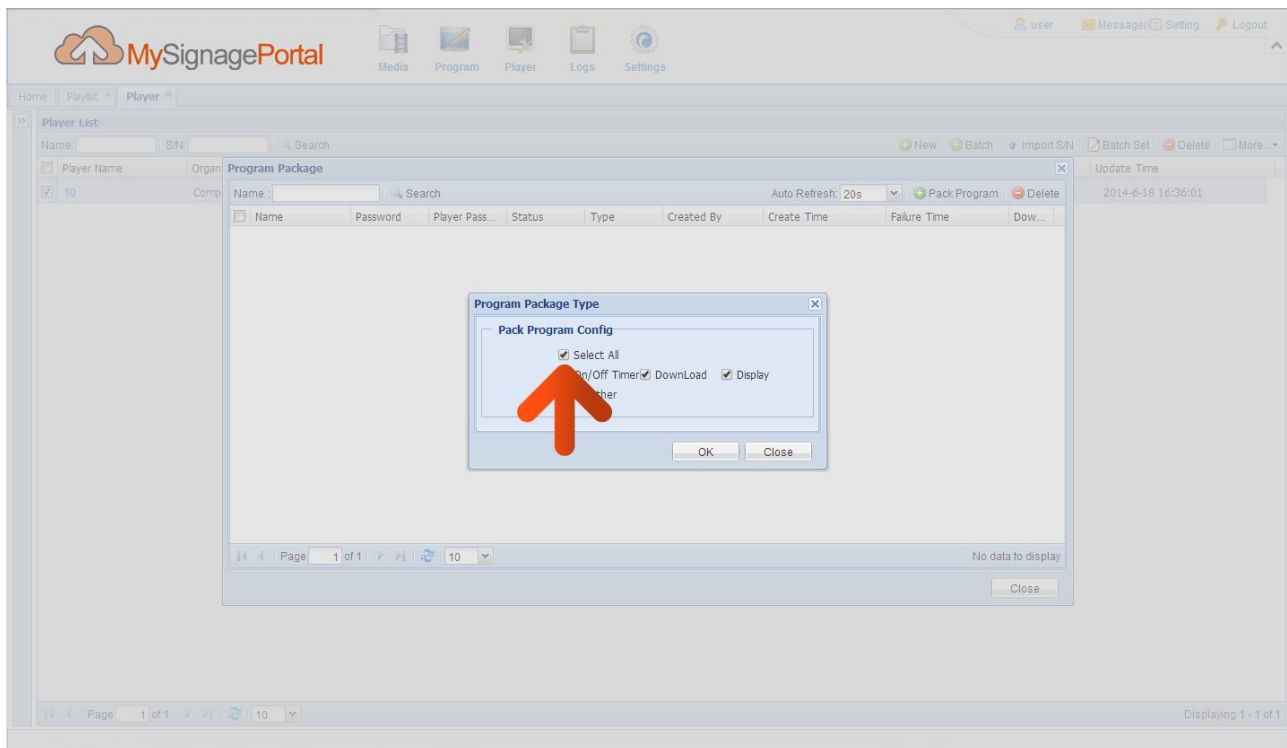 MySignagePortal
Media Program Player Logs Settings
user Message( Setting Logout
Home Playlist Player
Player List
Name: S/N: Search New Batch Import S/N Batch Set Delete More...
Player Name Organ Update Time
10 Comp 2014-6-18 16:36:01
Program Package
Name : Search Auto Refresh: 20s Pack Program Delete
Name Password Player Pass... Status Type Created By Create Time Failure Time Dow...
Program Package Type
Pack Program Config
Select All
On/Off Timer DownLoad Display
ther
OK Close
Page 1 of 1 10 No data to display
Close
Page 1 of 1 10 Displaying 1 - 1 of 1